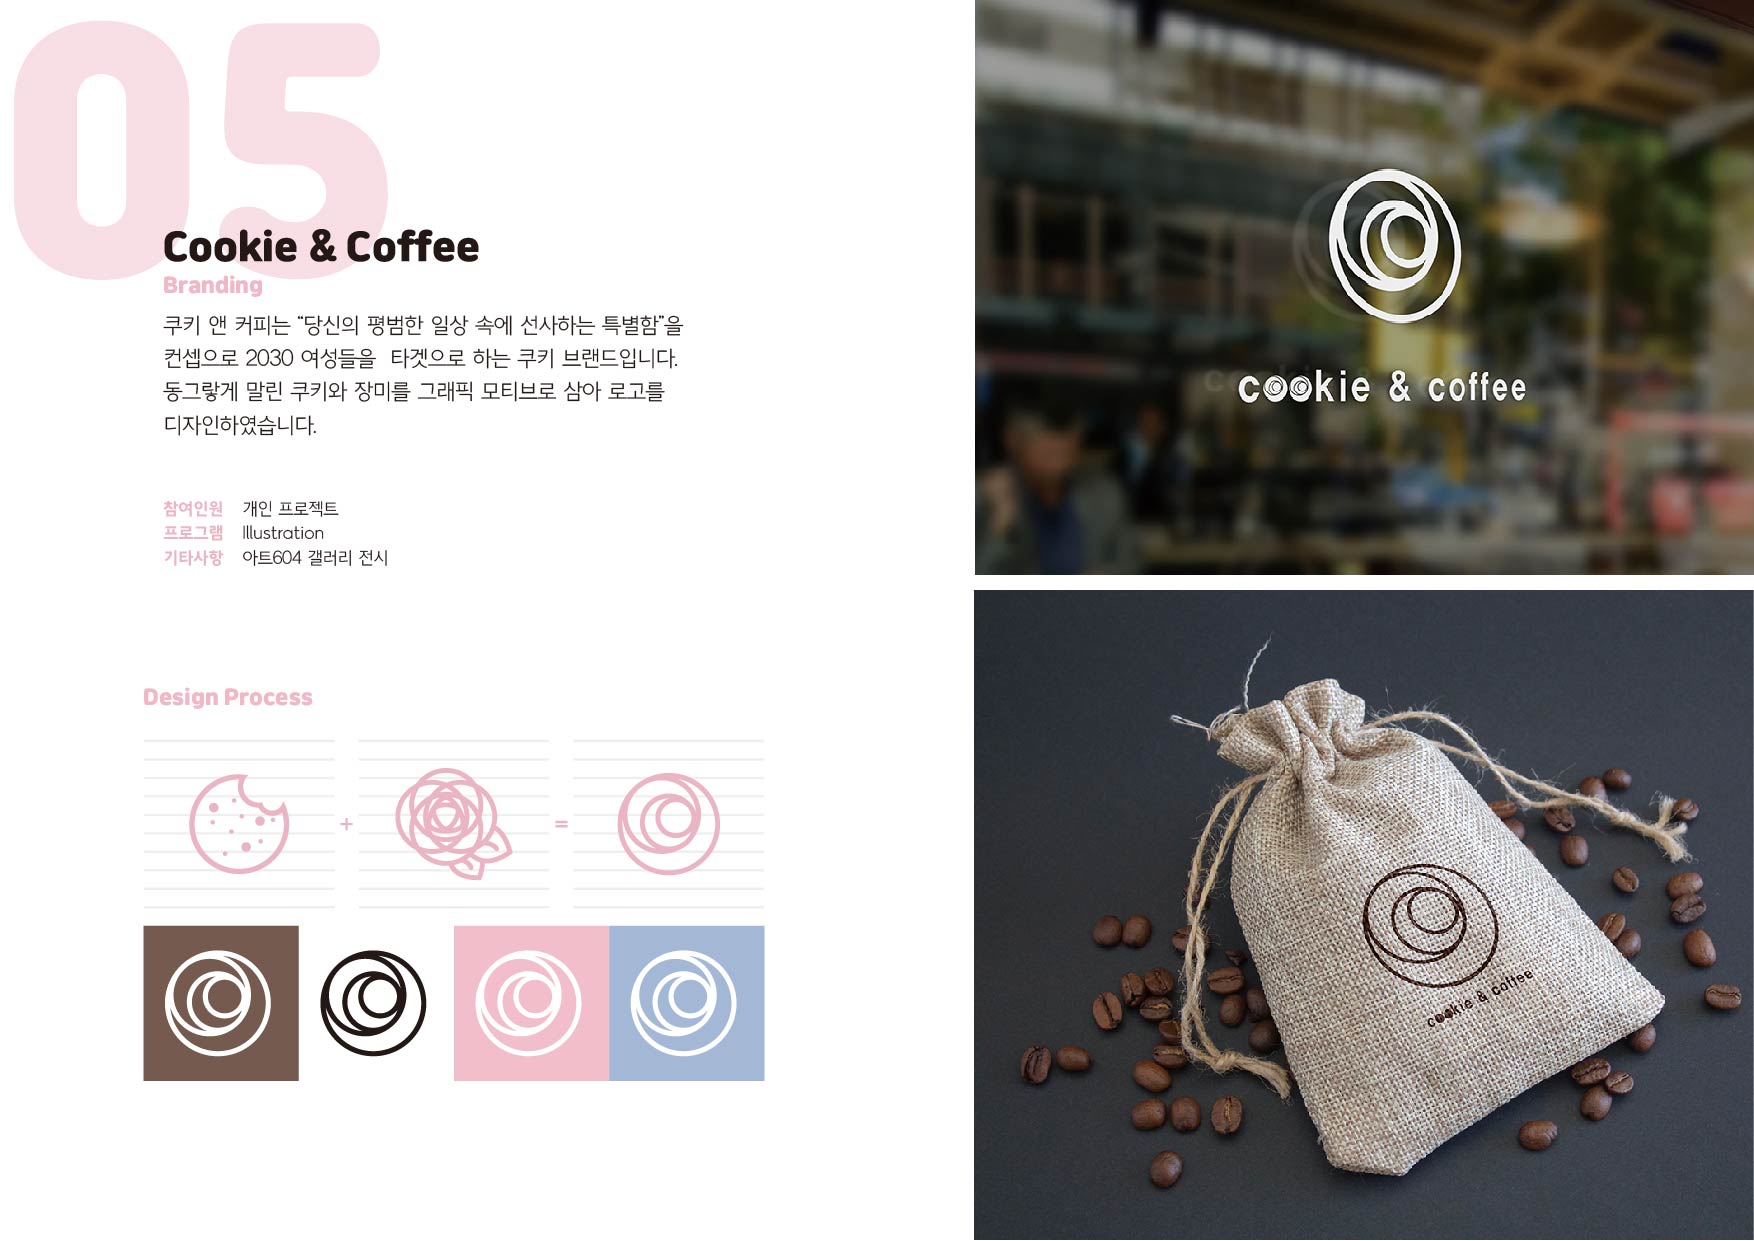 05
Cookie & Coffee
Branding
쿠키 앤 커피는 “당신의 평범한 일상 속에 선사하는 특별함”을
컨셉으로 2030 여성들을 타겟으로 하는 쿠키 브랜드입니다.
동그랗게 말린 쿠키와 장미를 그래픽 모티브로 삼아 로고를
디자인하였습니다.
참여인원 개인 프로젝트
프로그램 Illustration
기타사항 아트604 갤러리 전시
Design Process
+ =
cookie & coffee
cookie & coffee